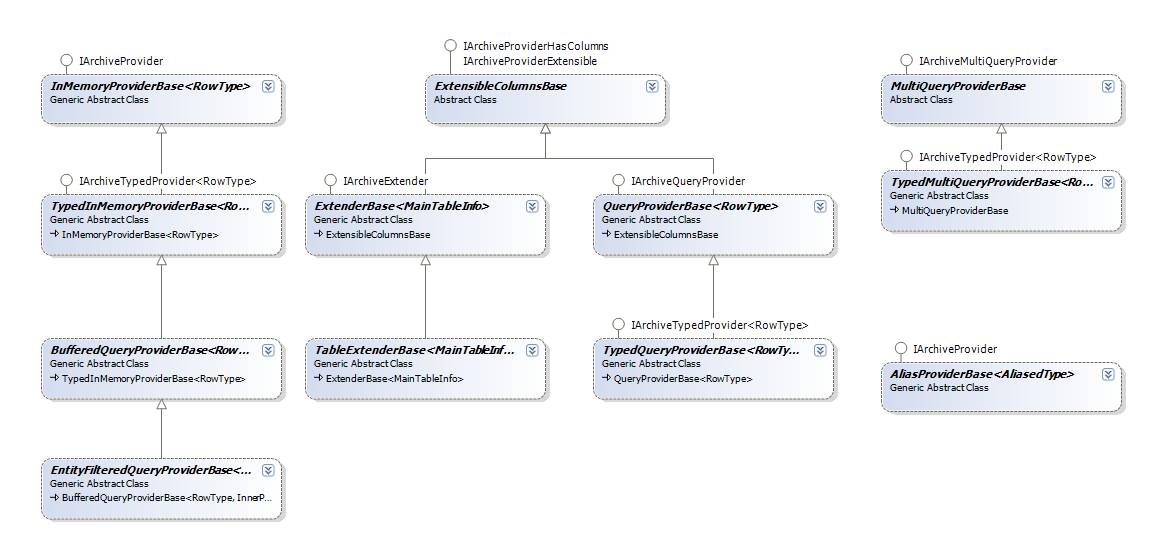 IArchiveProvider
InMemoryProviderBase<RowType>
Generic Abstract Class
IArchiveTypedProvider<RowType>
TypedInMemoryProviderBase<Ro...
Generic Abstract Class
InMemoryProviderBase<RowType>
BufferedQueryProviderBase<Row...
Generic Abstract Class
TypedInMemoryProviderBase<RowType>
EntityFilteredQueryProviderBase<...
Generic Abstract Class
BufferedQueryProviderBase<RowType, InnerP...
IArchiveProviderHasColumns
IArchiveProviderExtensible
ExtensibleColumnsBase
Abstract Class
IArchiveExtender
ExtenderBase<MainTableInfo>
Generic Abstract Class
ExtensibleColumnsBase
TableExtenderBase<MainTableInf...
Generic Abstract Class
ExtenderBase<MainTableInfo>
IArchiveQueryProvider
QueryProviderBase<RowType>
Generic Abstract Class
ExtensibleColumnsBase
IArchiveTypedProvider<RowType>
TypedQueryProviderBase<RowTy...
Generic Abstract Class
QueryProviderBase<RowType>
IArchiveMultiQueryProvider
MultiQueryProviderBase
Abstract Class
IArchiveTypedProvider<RowType>
TypedMultiQueryProviderBase<Ro...
Generic Abstract Class
MultiQueryProviderBase
IArchiveProvider
AliasProviderBase<AliasedType>
Generic Abstract Class